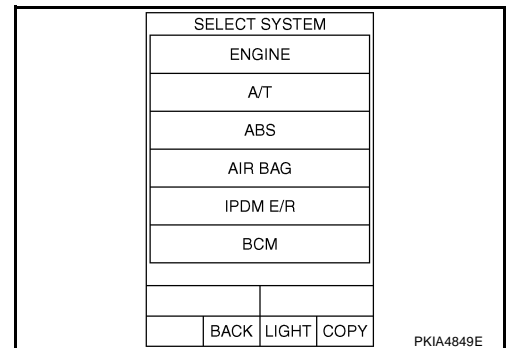 SELECT SYSTEM
ENGINE
A/T
ABS
AIR BAG
IPDM E/R
BCM
BACK LIGHT COPY
PKIA4849E